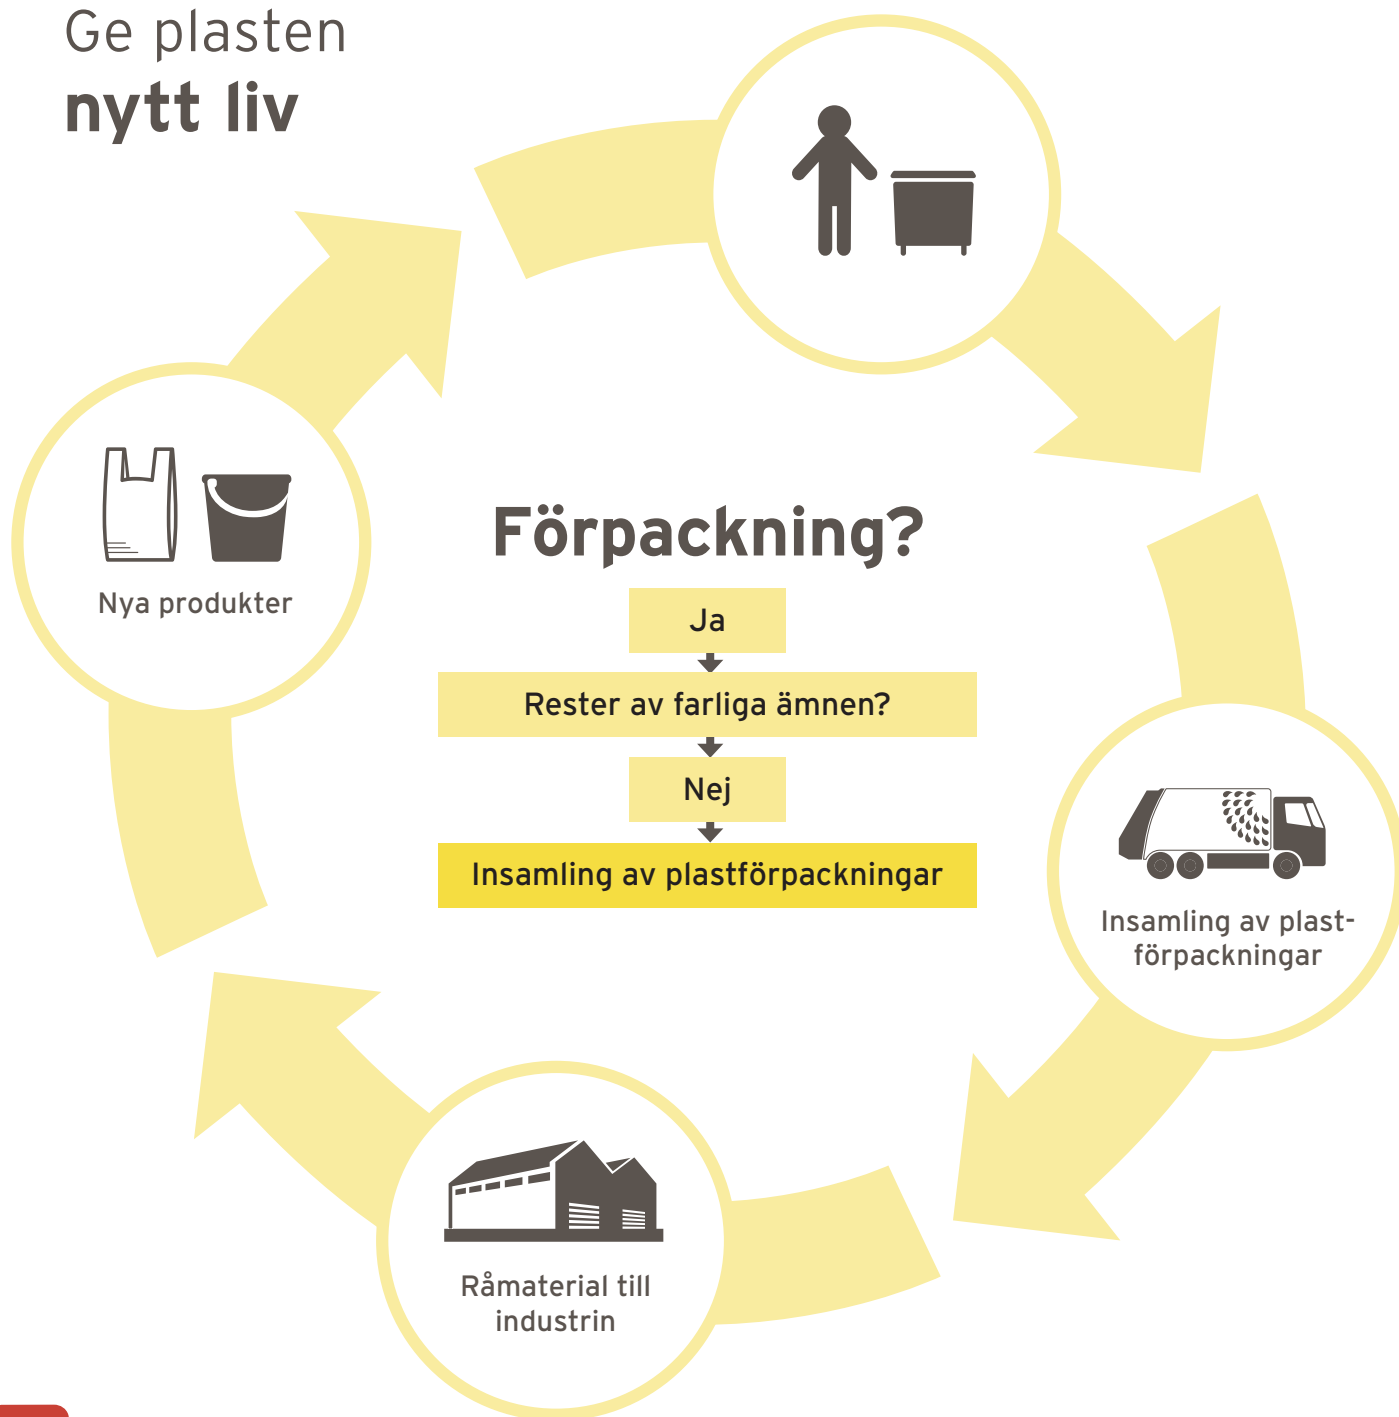 Ge plasten
nytt liv
Förpackning?
Ja
Rester av farliga ämnen?
Nej
Insamling av plastförpackningar
Nya produkter
Insamling av plast-
förpackningar
Råmaterial till
industrin